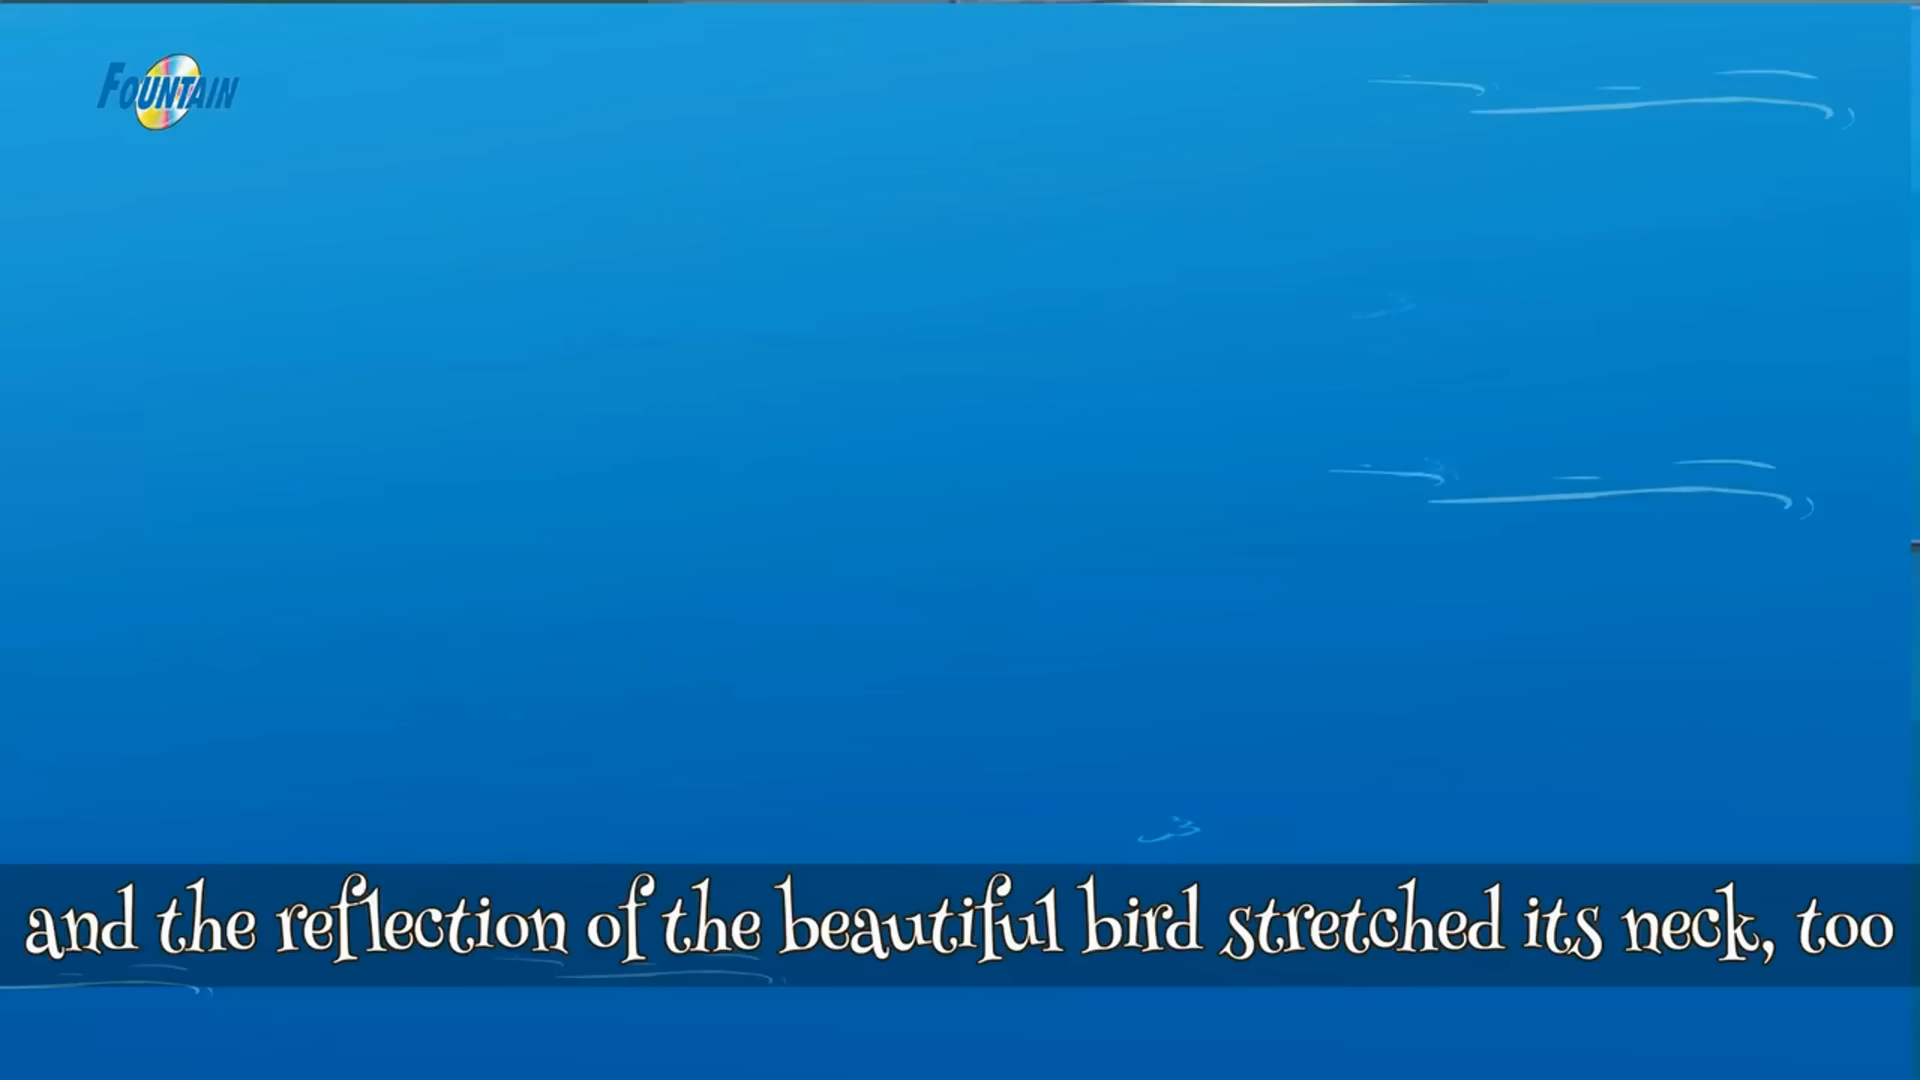 FOUNTAIN
and the reflection of the beautiful bird stretched its neck, too